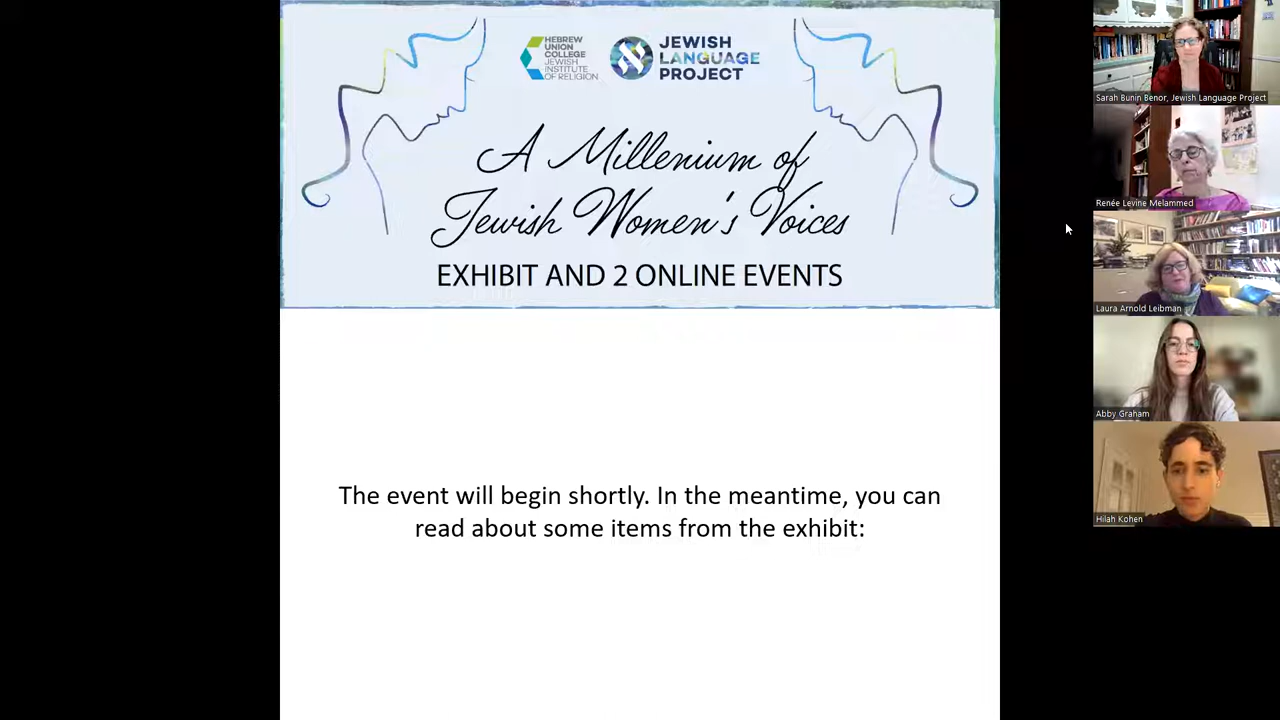 HEBREW
UNION
COLLEGE
JEWISH
INSTITUTE
OF RELIGION
JEWISH
LANGUAGE
PROJECT
A Millenium of
Jewish Women's Voices
EXHIBIT AND 2 ONLINE EVENTS
The event will begin shortly. In the meantime, you can
read about some items from the exhibit:
Sarah Bunin Benor, Jewish Language Project
Renée Levine Melammed
Laura Arnold Leibman
Abby Graham
Hilah Kohen